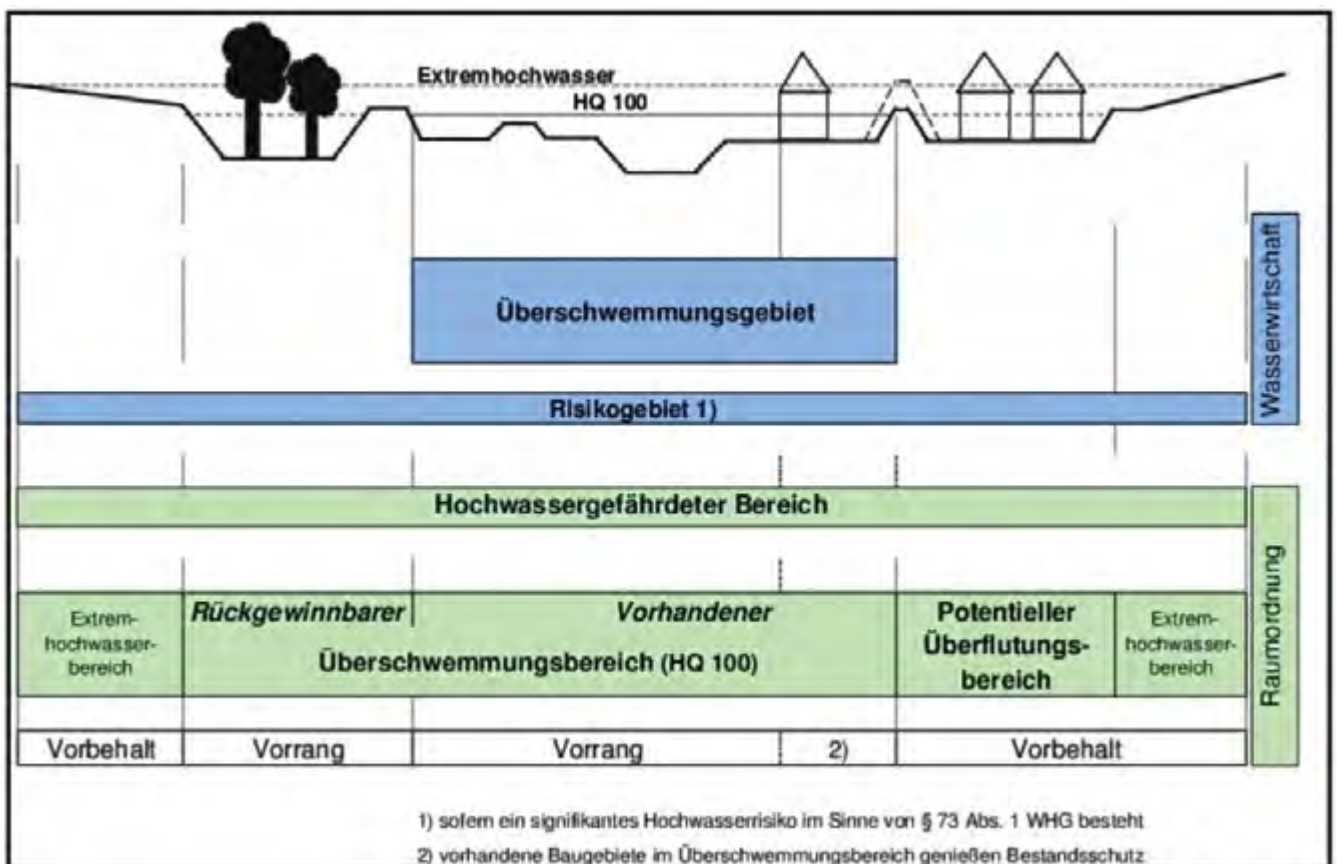 Extremhochwasser
HQ 100
Wasserwirtschaft
Überschwemmungsgebiet
Risikogebiet 1)
Hochwassergefährdeter Bereich
Raumordnung
Extrem-
hochwasser-
bereich
Rückgewinnbarer
Vorhandener
Überschwemmungsbereich (HQ 100)
Potentieller
Überflutungs-
bereich
Extrem-
hochwasser-
bereich
Vorbehalt
Vorrang
Vorrang
2)
Vorbehalt
1) sofern ein signifikantes Hochwasserrisiko im Sinne von § 73 Abs. 1 WHG besteht
2) vorhandene Baugebiete im Überschwemmungsbereich genießen Bestandsschutz